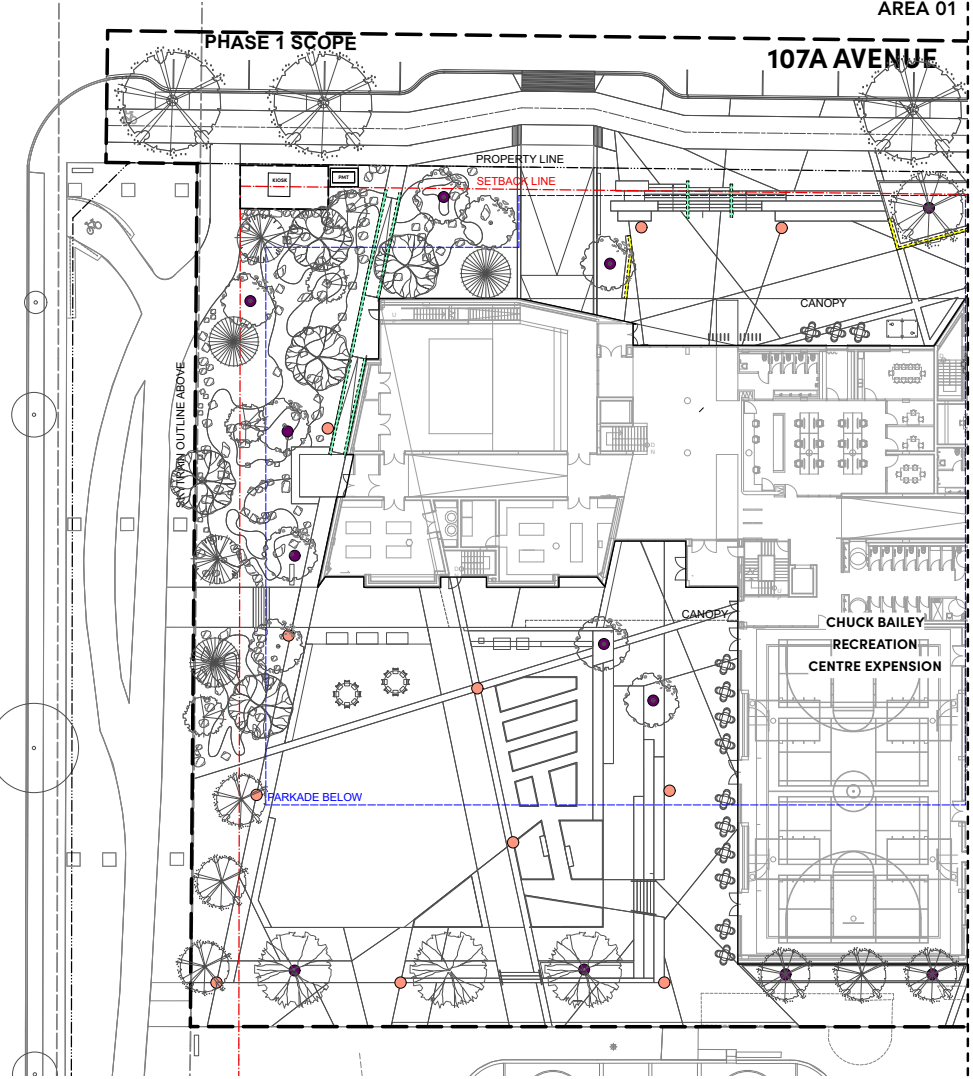 AREA 01
PHASE 1 SCOPE
107A AVENUE
PROPERTY LINE
KIOSK
PMT
SETBACK LINE
CANOPY
SKYTRAIN OUTLINE ABOVE
CANOPY
CHUCK BAILEY
RECREATION
CENTRE EXPENSION
PARKADE BELOW